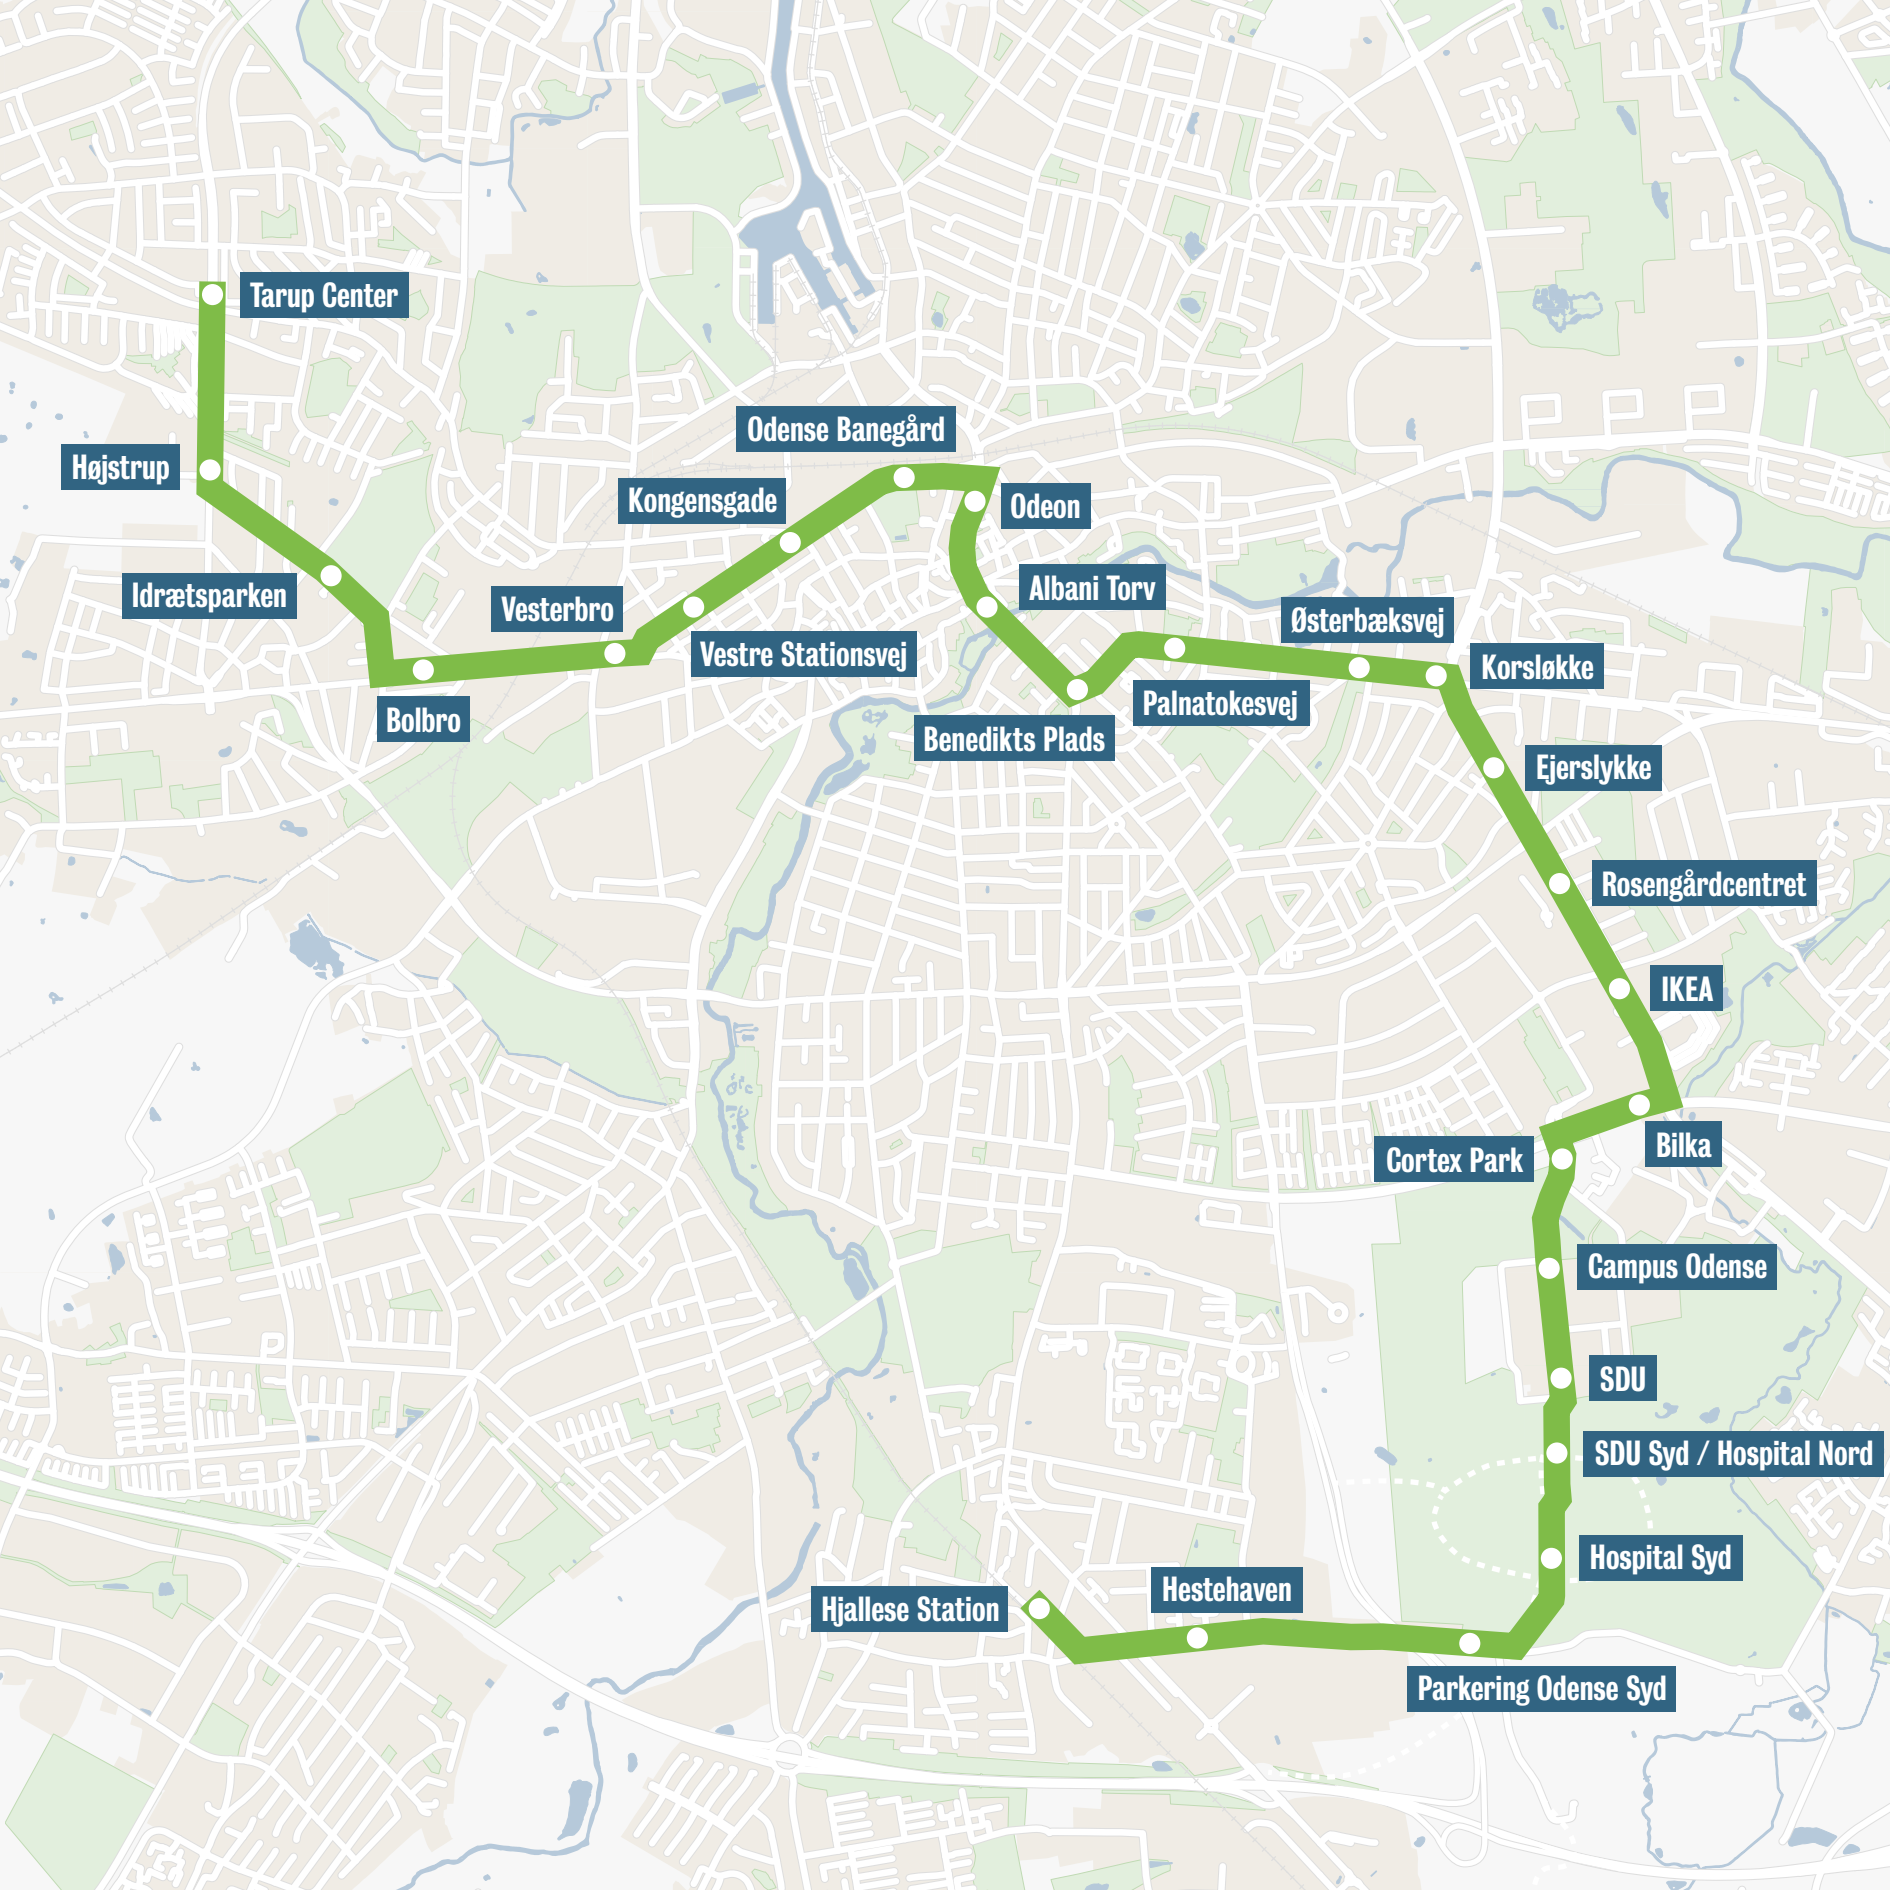 Tarup Center
Højstrup
Idrætsparken
Bolbro
Vesterbro
Vestre Stationsvej
Kongensgade
Odense Banegård
Odeon
Albani Torv
Benedikts Plads
Palnatokesvej
Østerbæksvej
Korsløkke
Ejerslykke
Rosengårdcentret
IKEA
Bilka
Cortex Park
Campus Odense
SDU
SDU Syd / Hospital Nord
Hospital Syd
Parkering Odense Syd
Hestehaven
Hjallese Station